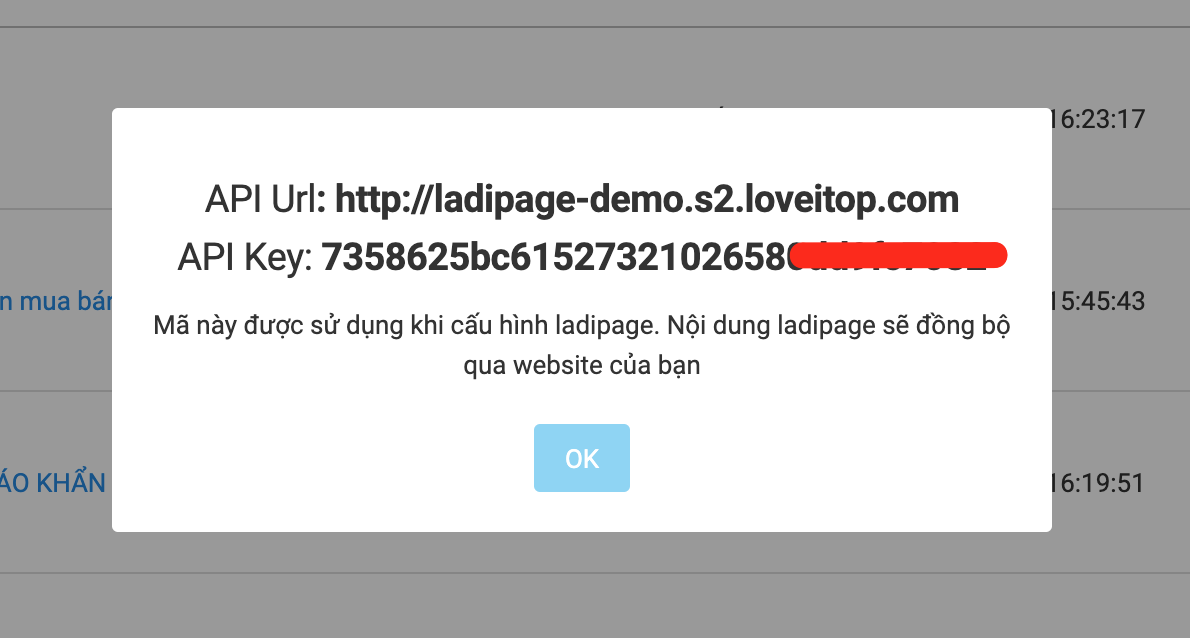 16:23:17
API Url: http://ladipage-demo.s2.loveitop.com
API Key: 7358625bc61527321026580
n mua bán
15:45:43
Mã này được sử dụng khi cấu hình ladipage. Nội dung ladipage sẽ đồng bộ
qua website của bạn
OK
ÁO KHẨN
16:19:51